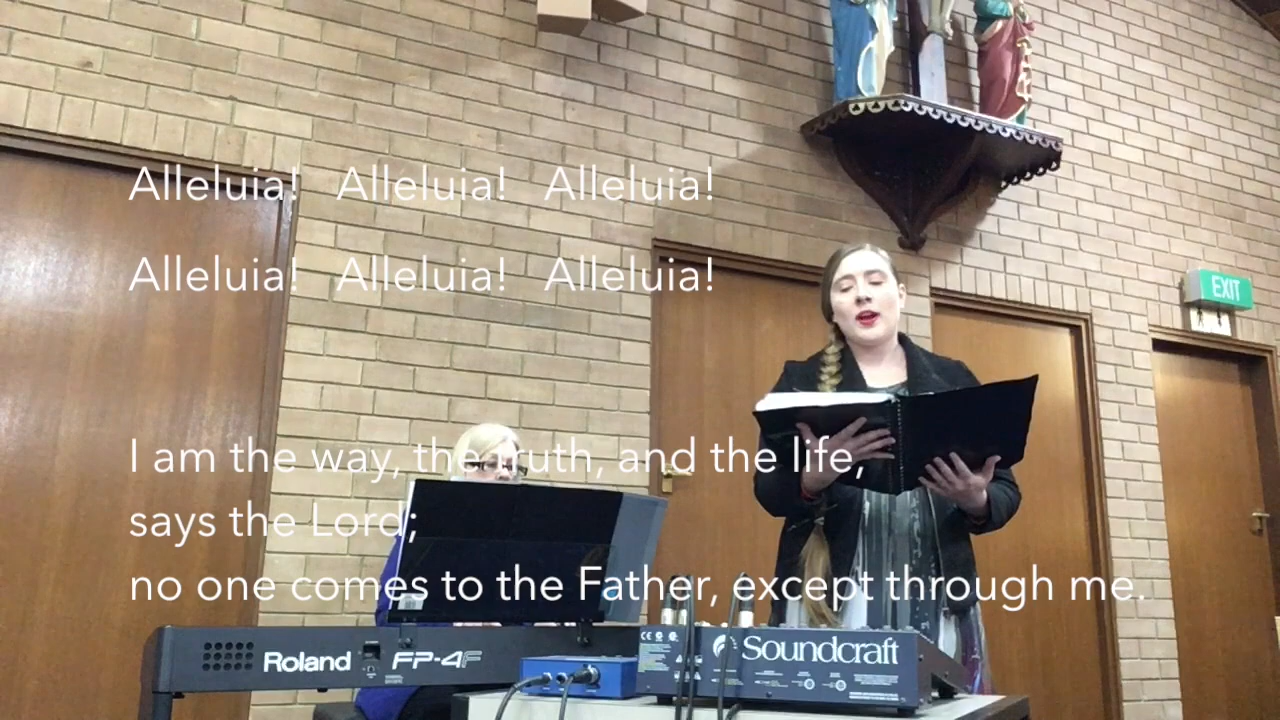 Alleluia! Alleluia! Alleluia!
Alleluia! Alleluia! Alleluia!
EXIT
I am the way, the truth, and the life,
says the Lord;
no one comes to the Father, except through me.
Roland FP-4F
Soundcraft